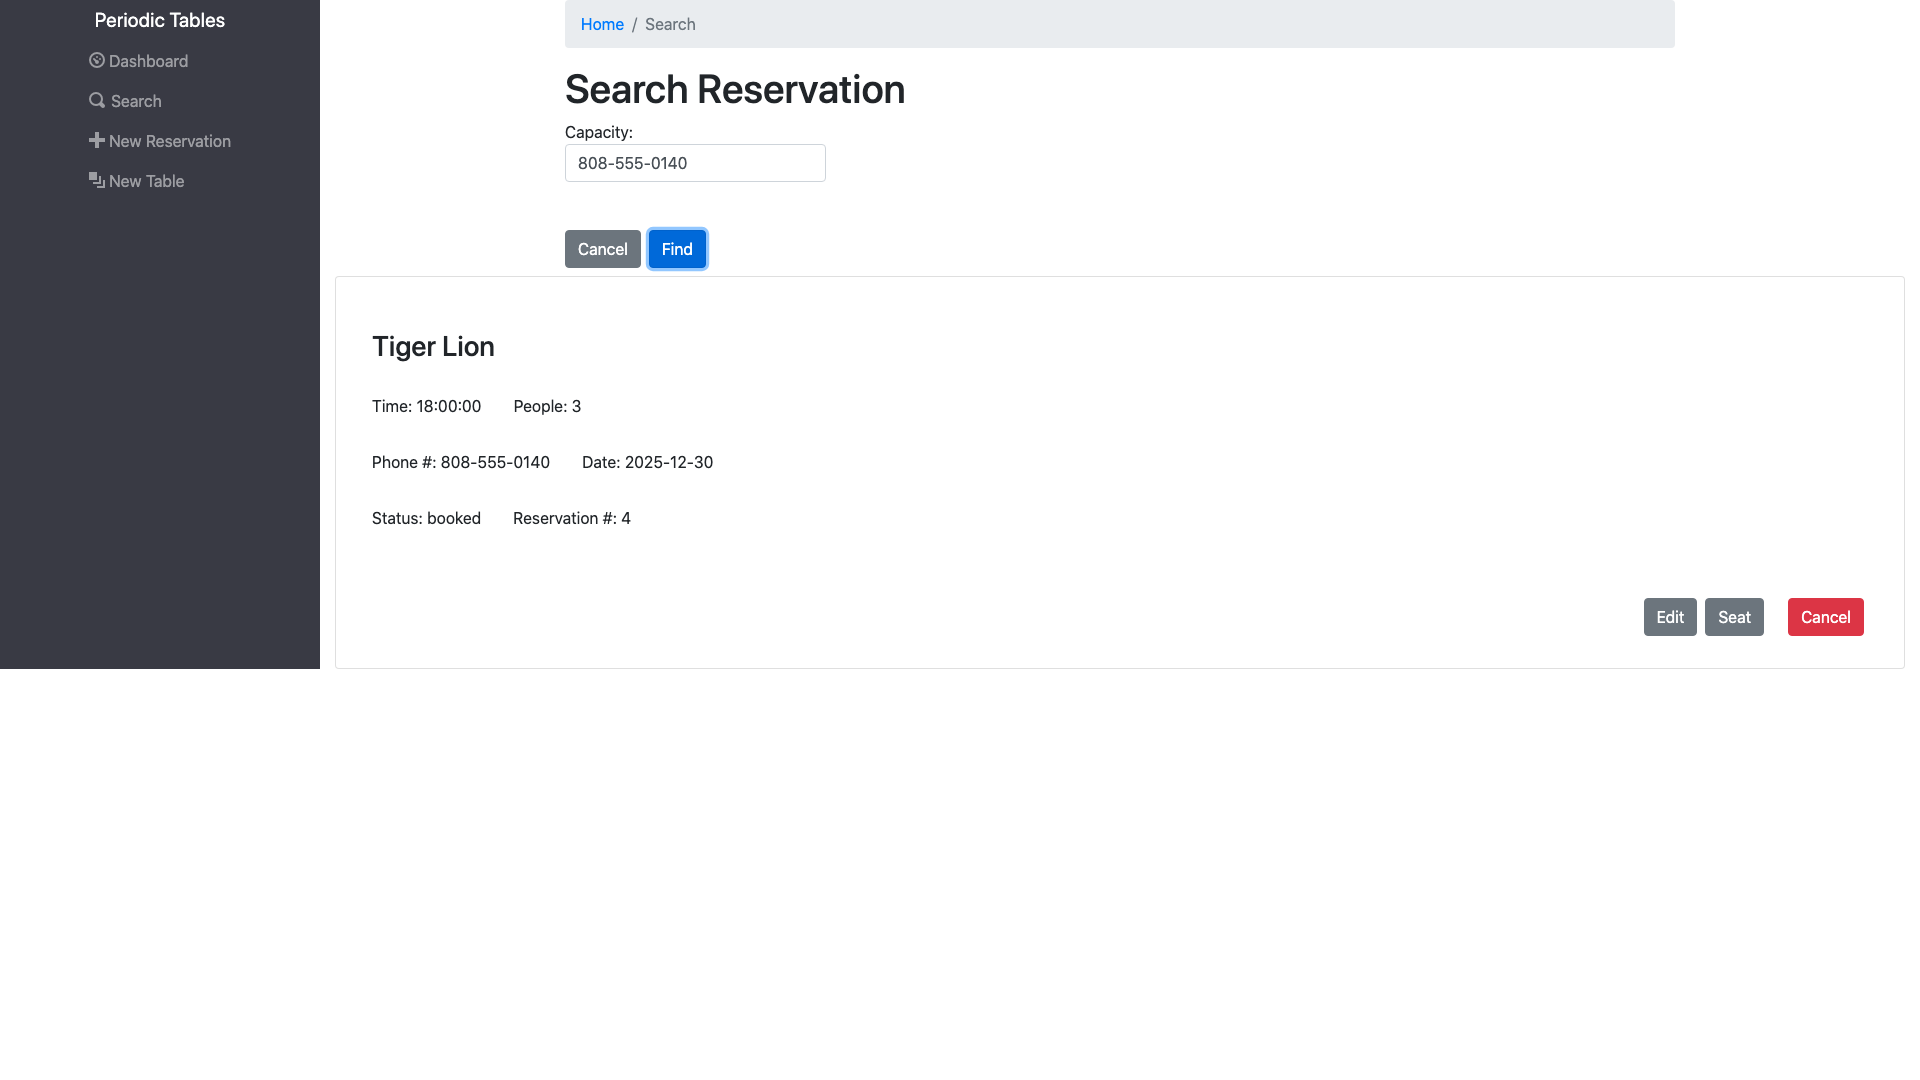 Periodic Tables
Dashboard
Search
New Reservation
New Table
Home / Search
Search Reservation
Capacity:
808-555-0140
Cancel Find
Tiger Lion
Time: 18:00:00 People: 3
Phone #: 808-555-0140 Date: 2025-12-30
Status: booked Reservation #: 4
Edit Seat Cancel